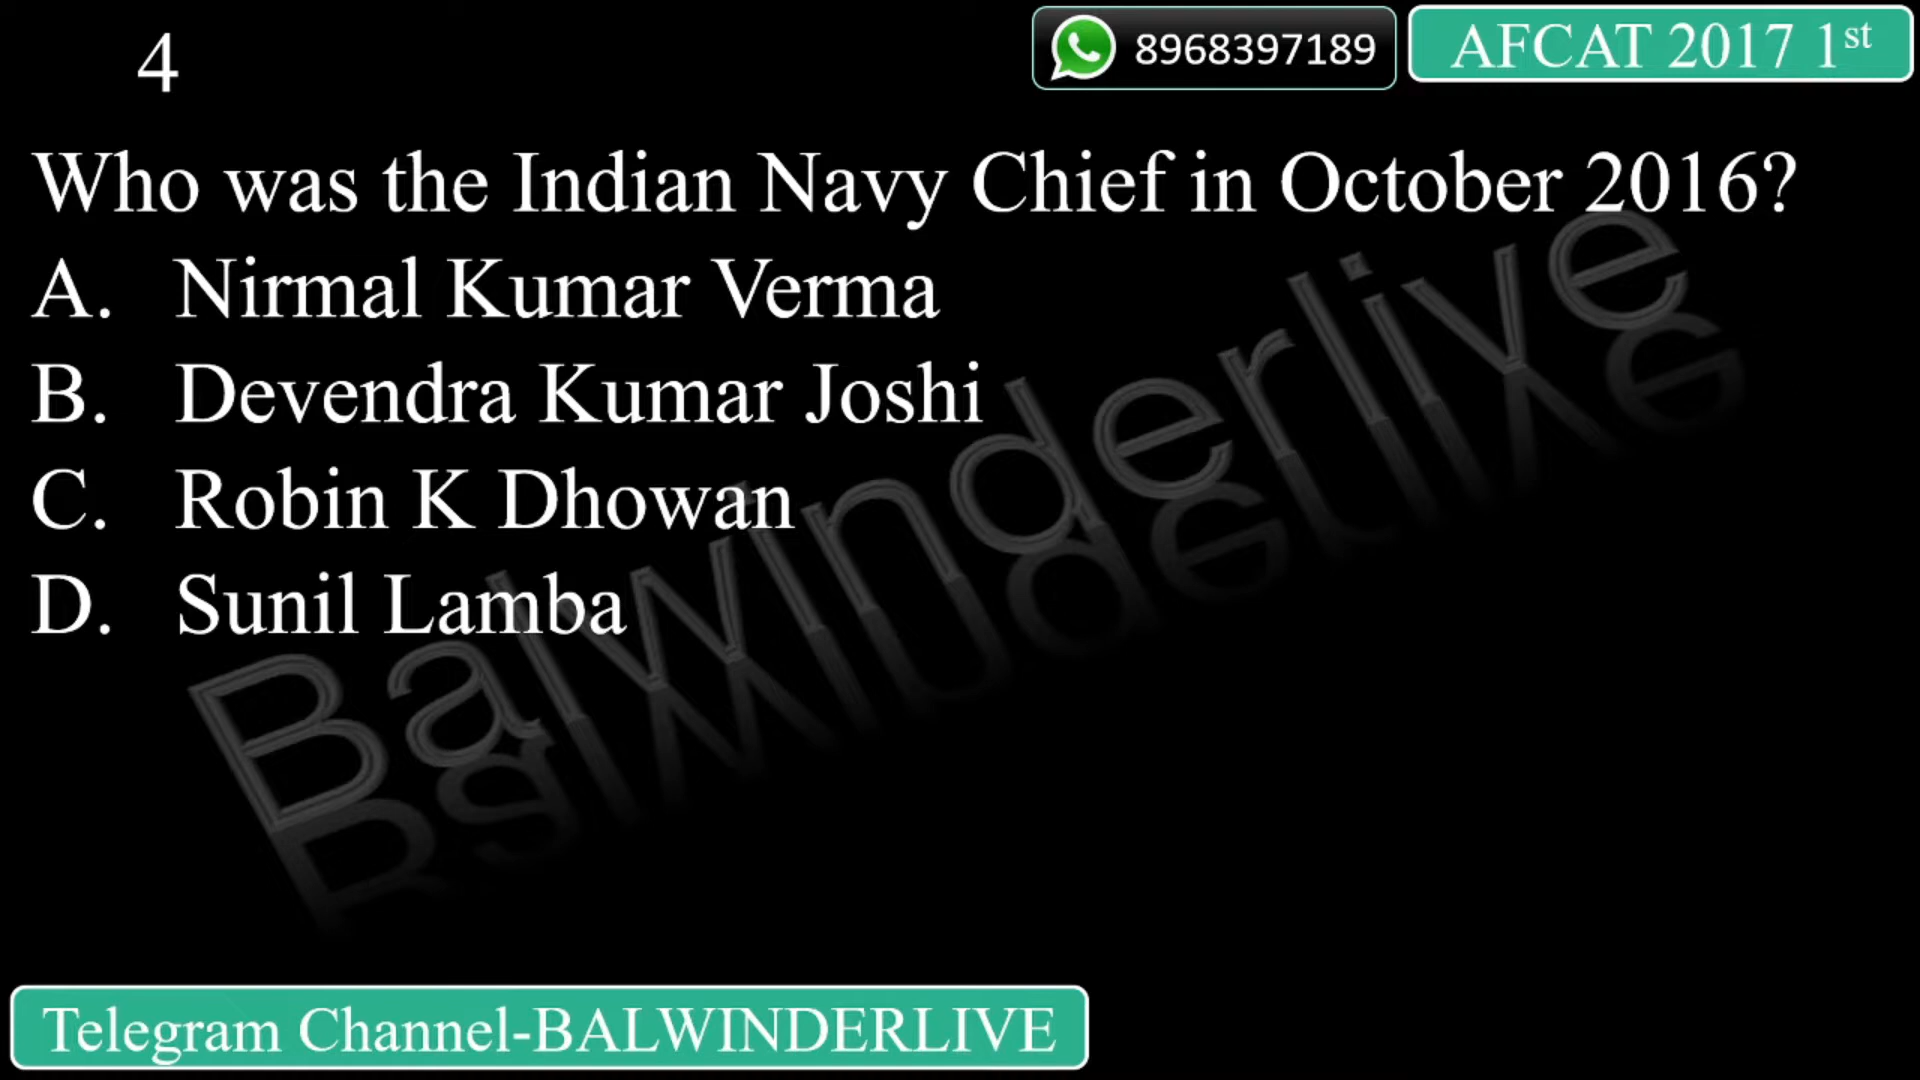 4
8968397189
AFCAT 2017 1st
Who was the Indian Navy Chief in October 2016?
A. Nirmal Kumar Verma
B. Devendra Kumar Joshi
C. Robin K Dhowan
D. Sunil Lamba
Balwinderlive
Telegram Channel-BALWINDERLIVE